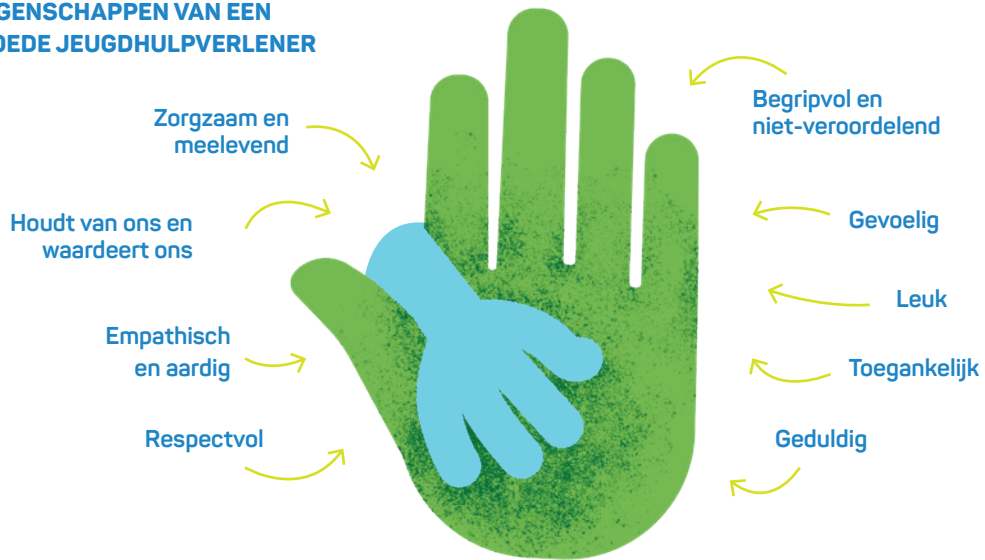 GENSCHAPPEN VAN EEN
OEDE JEUGDHULPVERLENER
Zorgzaam en
meelevend
Houdt van ons en
waardeert ons
Empathisch
en aardig
Respectvol
Begripvol en
niet-veroordelend
Gevoelig
Leuk
Toegankelijk
Geduldig